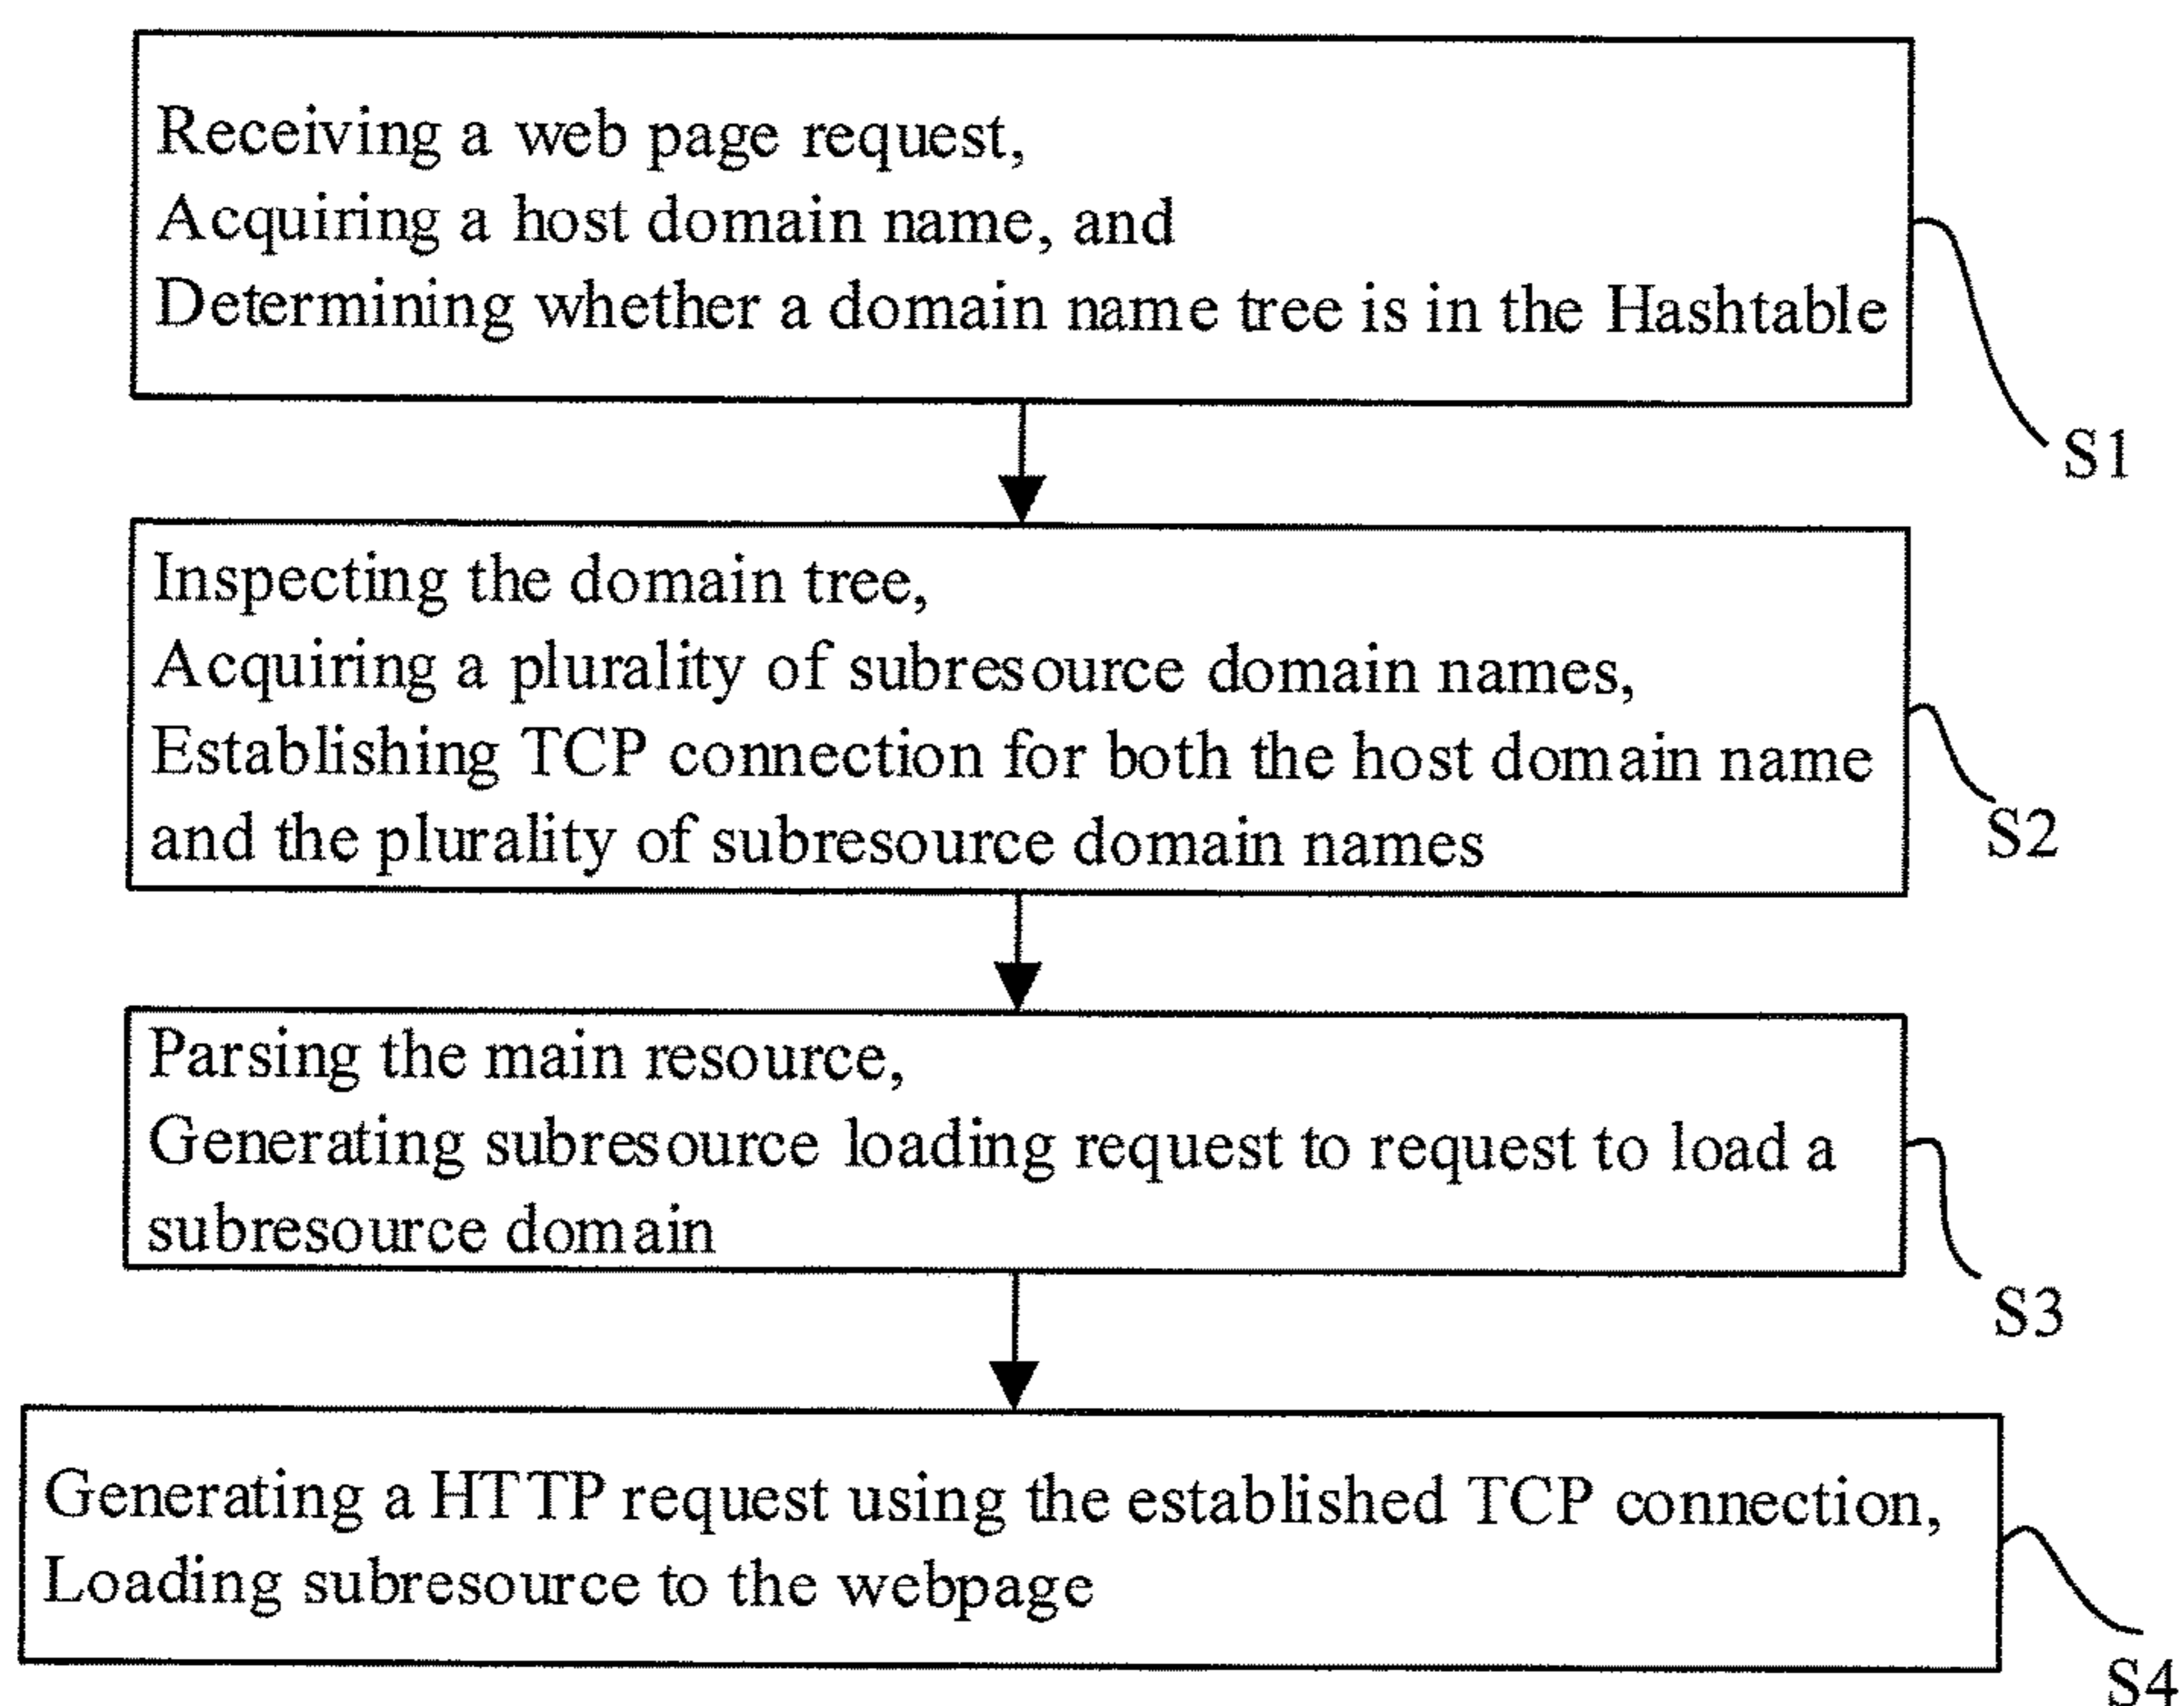 Receiving a web page request,
Acquiring a host domain name, and
Determining whether a domain name tree is in the Hashtable
S1
Inspecting the domain tree,
Acquiring a plurality of subresource domain names,
Establishing TCP connection for both the host domain name
and the plurality of subresource domain names
S2
Parsing the main resource,
Generating subresource loading request to request to load a
subresource domain
S3
Generating a HTTP request using the established TCP connection,
Loading subresource to the webpage
S4